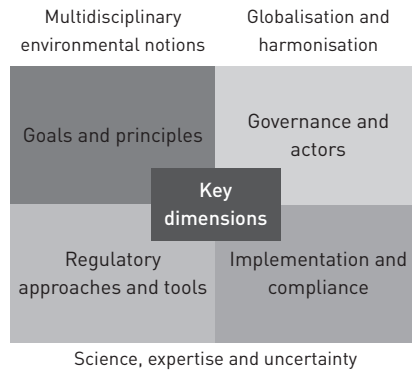 Multidisciplinary
environmental notions
Globalisation and
harmonisation
Goals and principles
Governance and
actors
Key
dimensions
Regulatory
approaches and tools
Implementation and
compliance
Science, expertise and uncertainty